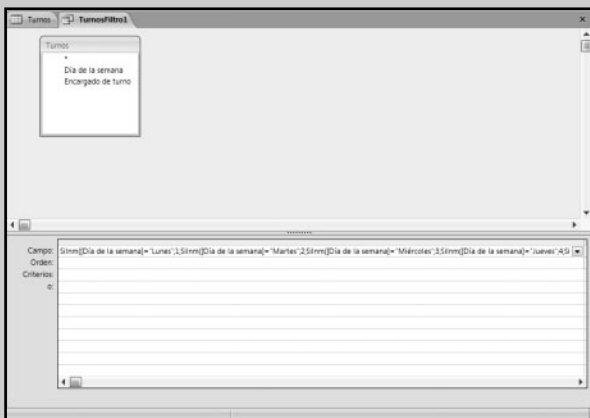 Turnos TurnosFiltro1
Turnos
*
Día de la semana
Encargado de turno
Campo: SiInm([Día de la semana]="Lunes";1;SiInm([Día de la semana]="Martes";2;SiInm([Día de la semana]="Miércoles";3;SiInm([Día de la semana]="Jueves";4;Si
Orden:
Criterios:
o: